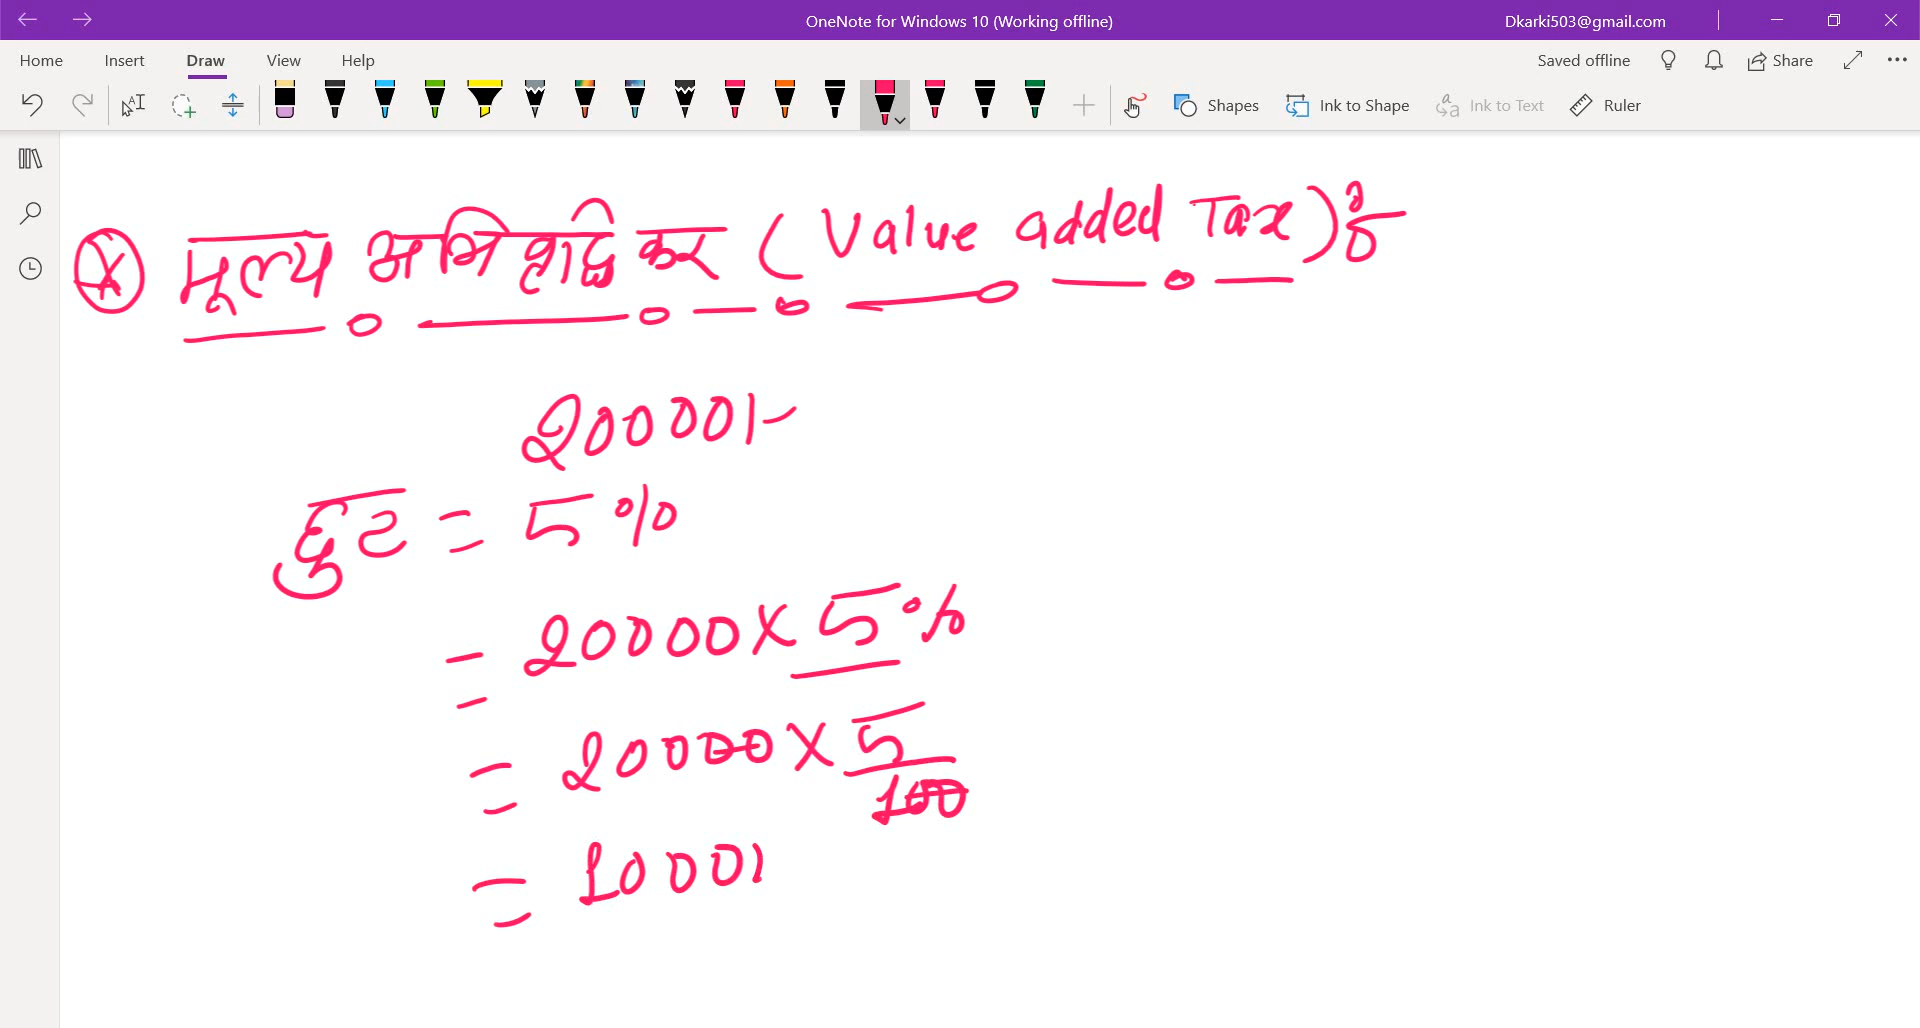 OneNote for Windows 10 (Working offline)
Dkarki503@gmail.com
Home Insert Draw View Help
Saved offline Share
Shapes Ink to Shape Ink to Text Ruler
मूल्य अभिवृद्धि कर ( Value added Tax ) :
20000/-
छुट = 5 %
= 20000 X 5 %
= 20000 X 5/100
= 1000/